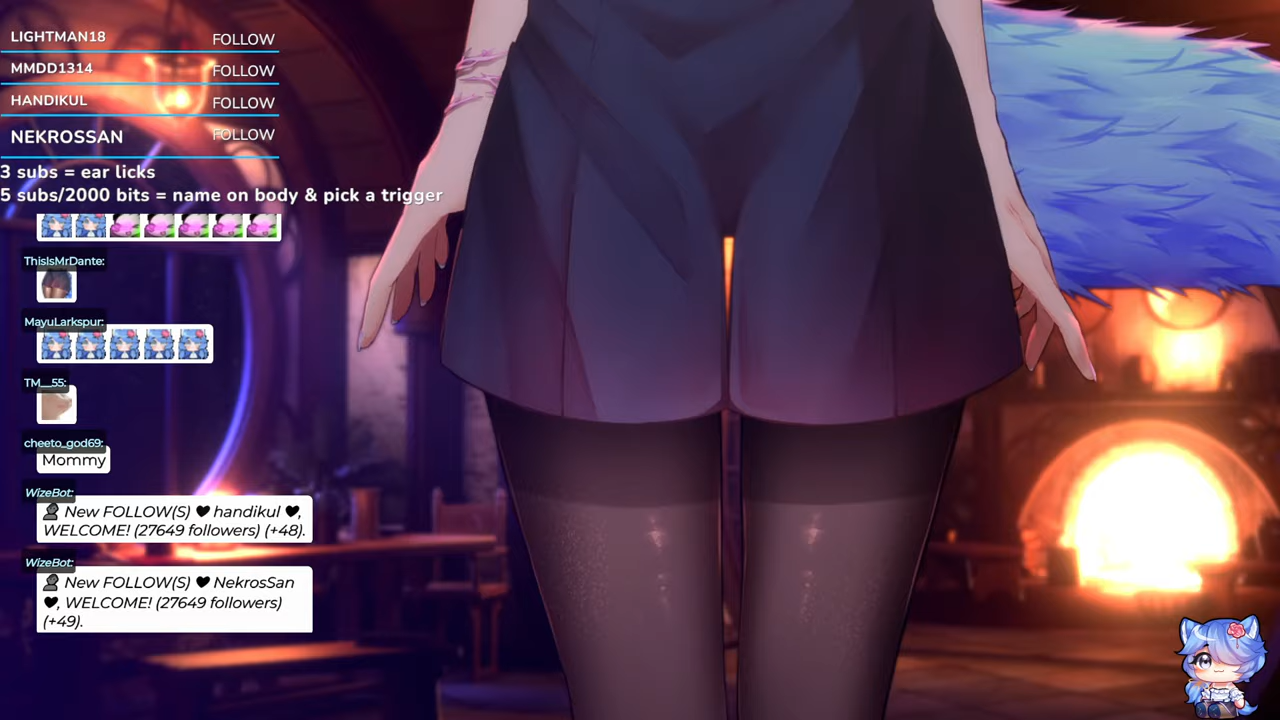 LIGHTMAN18 FOLLOW
MMDD1314 FOLLOW
HANDIKUL FOLLOW
NEKROSSAN FOLLOW
3 subs = ear licks
5 subs/2000 bits = name on body & pick a trigger
ThisIsMrDante:
MayuLarkspur:
TM__55:
cheeto_god69:
Mommy
WizeBot:
New FOLLOW(S) ♥ handikul ♥,
WELCOME! (27649 followers) (+48).
WizeBot:
New FOLLOW(S) ♥ NekrosSan
♥, WELCOME! (27649 followers)
(+49).